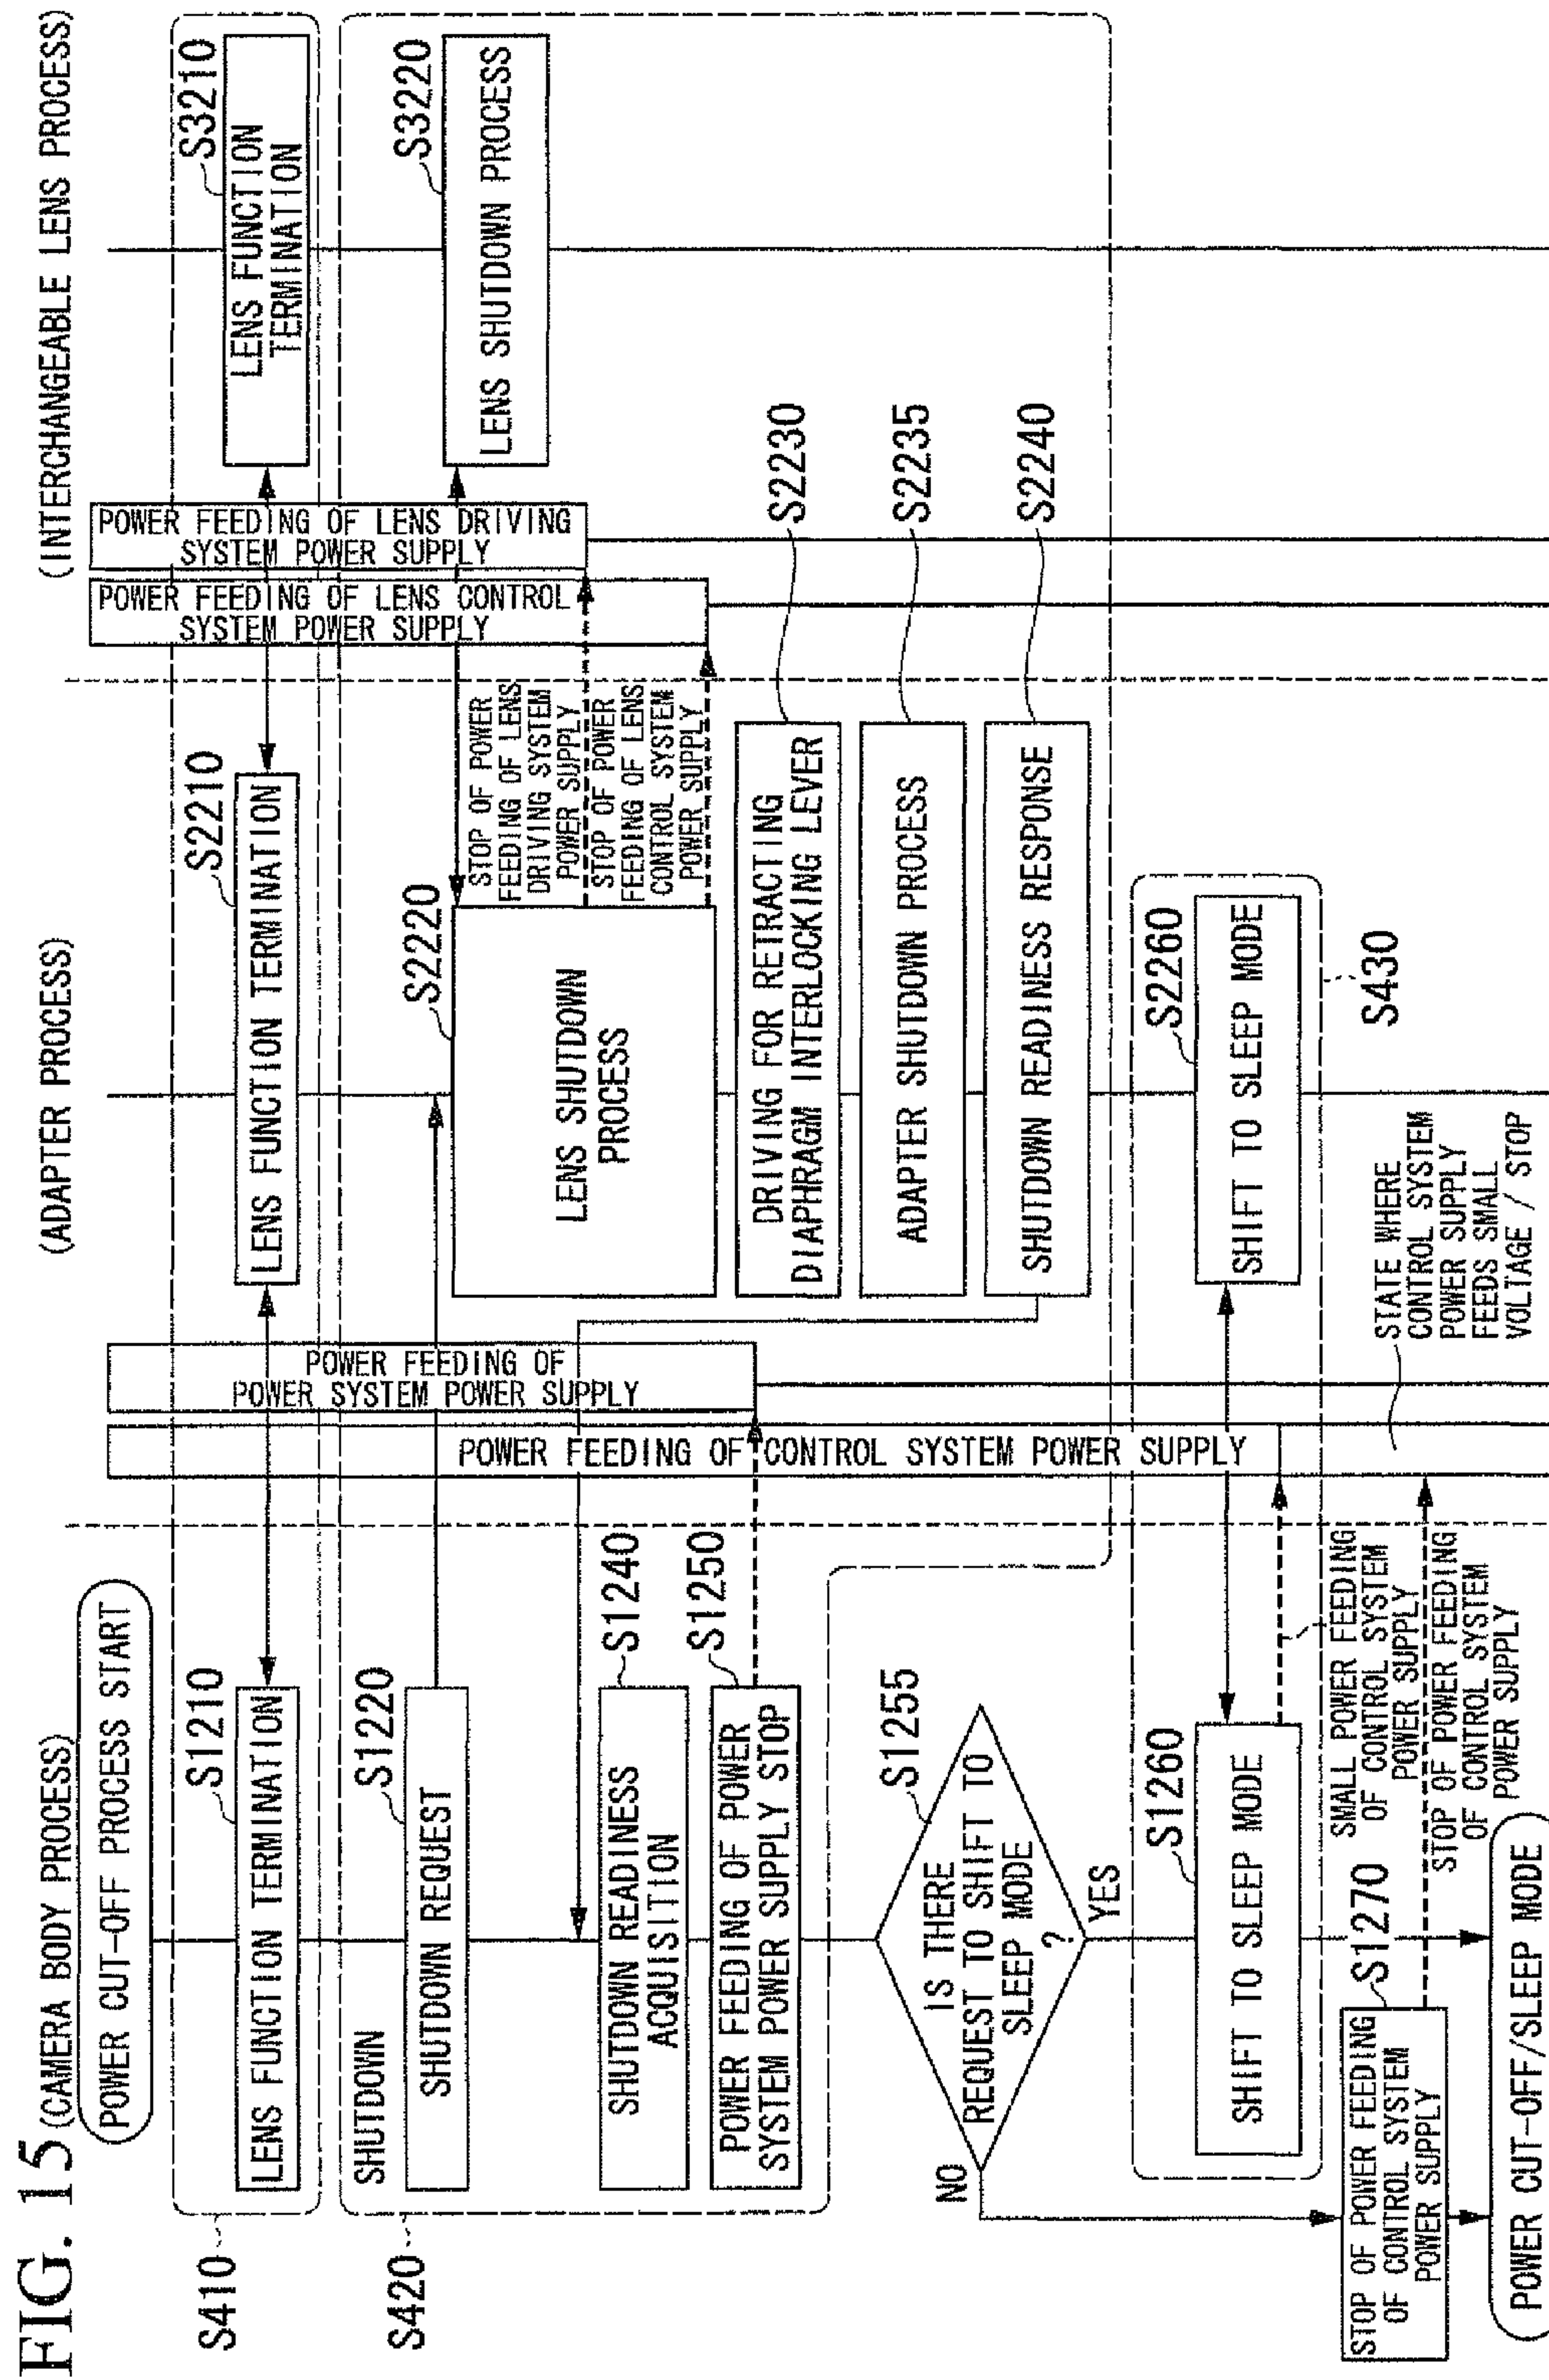 FIG. 15
(CAMERA BODY PROCESS)
(ADAPTER PROCESS)
(INTERCHANGEABLE LENS PROCESS)
POWER CUT-OFF PROCESS START
POWER FEEDING OF LENS DRIVING
SYSTEM POWER SUPPLY
POWER FEEDING OF LENS CONTROL
SYSTEM POWER SUPPLY
POWER FEEDING OF
POWER SYSTEM POWER SUPPLY
POWER FEEDING OF CONTROL SYSTEM POWER SUPPLY
S410
S1210
LENS FUNCTION TERMINATION
S2210
LENS FUNCTION TERMINATION
S3210
LENS FUNCTION
TERMINATION
S420
SHUTDOWN
S1220
SHUTDOWN REQUEST
S2220
LENS SHUTDOWN
PROCESS
S3220
LENS SHUTDOWN PROCESS
STOP OF POWER
FEEDING OF LENS
DRIVING SYSTEM
POWER SUPPLY
STOP OF POWER
FEEDING OF LENS
CONTROL SYSTEM
POWER SUPPLY
S2230
DRIVING FOR RETRACTING
DIAPHRAGM INTERLOCKING LEVER
S2235
ADAPTER SHUTDOWN PROCESS
S2240
SHUTDOWN READINESS RESPONSE
S1240
SHUTDOWN READINESS
ACQUISITION
S1250
POWER FEEDING OF POWER
SYSTEM POWER SUPPLY STOP
S1255
IS THERE
REQUEST TO SHIFT TO
SLEEP MODE
?
NO
YES
S1260
SHIFT TO SLEEP MODE
S2260
SHIFT TO SLEEP MODE
S430
SMALL POWER FEEDING
OF CONTROL SYSTEM
POWER SUPPLY
STATE WHERE
CONTROL SYSTEM
POWER SUPPLY
FEEDS SMALL
VOLTAGE / STOP
S1270
STOP OF POWER FEEDING
OF CONTROL SYSTEM
POWER SUPPLY
STOP OF POWER FEEDING
OF CONTROL SYSTEM
POWER SUPPLY
POWER CUT-OFF/SLEEP MODE